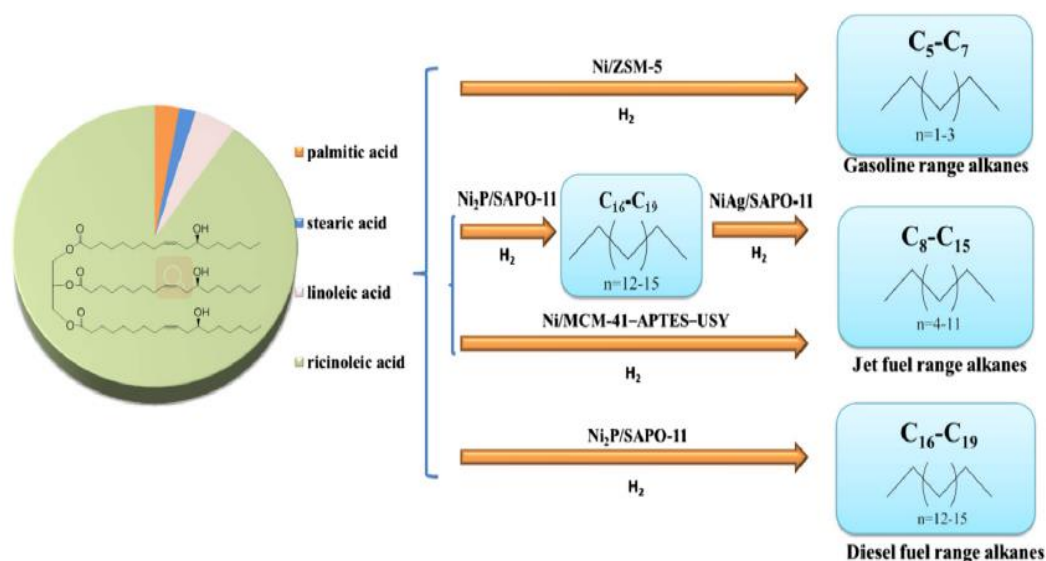 palmitic acid
stearic acid
linoleic acid
ricinoleic acid
O
OH
O
O
OH
O
O
OH
O
Ni/ZSM-5
H₂
C₅-C₇
n=1-3
Gasoline range alkanes
Ni₂P/SAPO-11
H₂
C₁₆-C₁₉
n=12-15
NiAg/SAPO-11
H₂
Ni/MCM-41–APTES–USY
H₂
C₈-C₁₅
n=4-11
Jet fuel range alkanes
Ni₂P/SAPO-11
H₂
C₁₆-C₁₉
n=12-15
Diesel fuel range alkanes